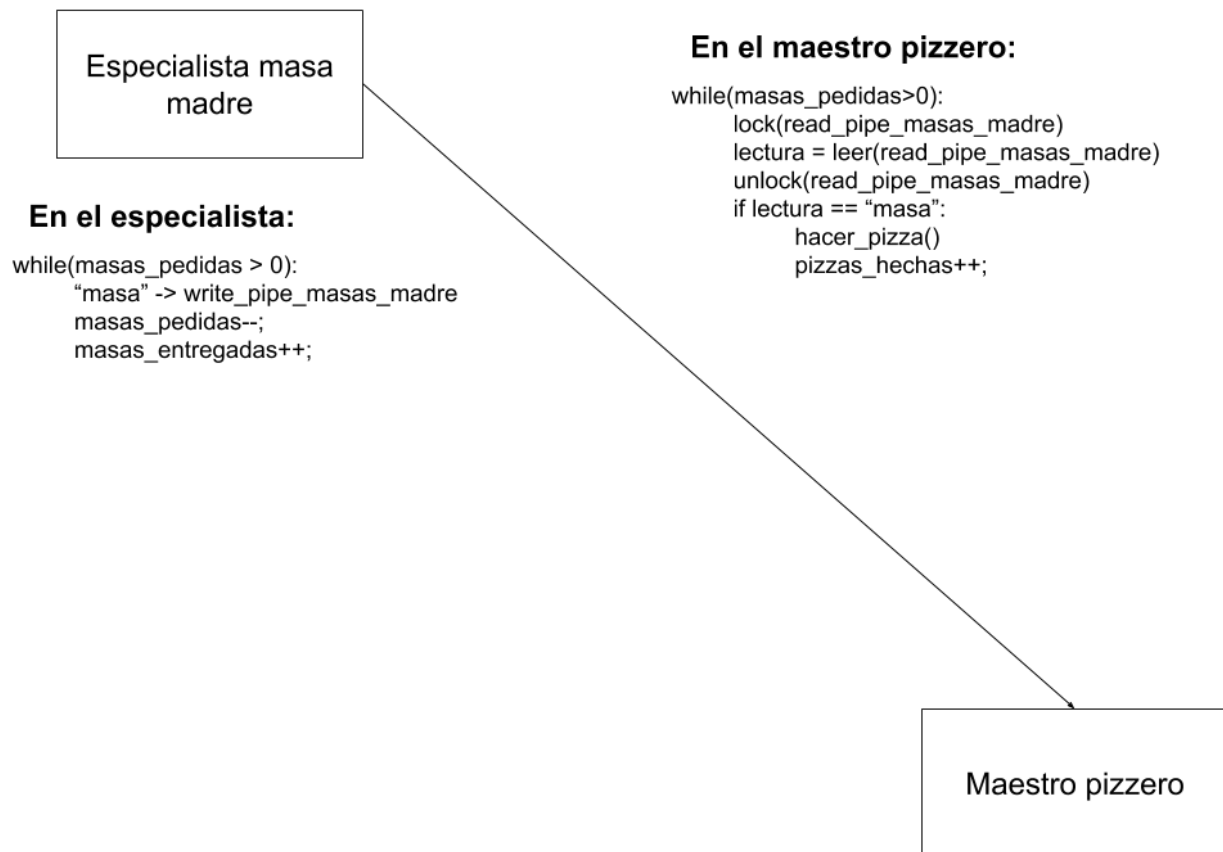 Especialista masa
madre
En el especialista:
while(masas_pedidas > 0):
“masa” -> write_pipe_masas_madre
masas_pedidas--;
masas_entregadas++;
En el maestro pizzero:
while(masas_pedidas>0):
lock(read_pipe_masas_madre)
lectura = leer(read_pipe_masas_madre)
unlock(read_pipe_masas_madre)
if lectura == “masa”:
hacer_pizza()
pizzas_hechas++;
Maestro pizzero